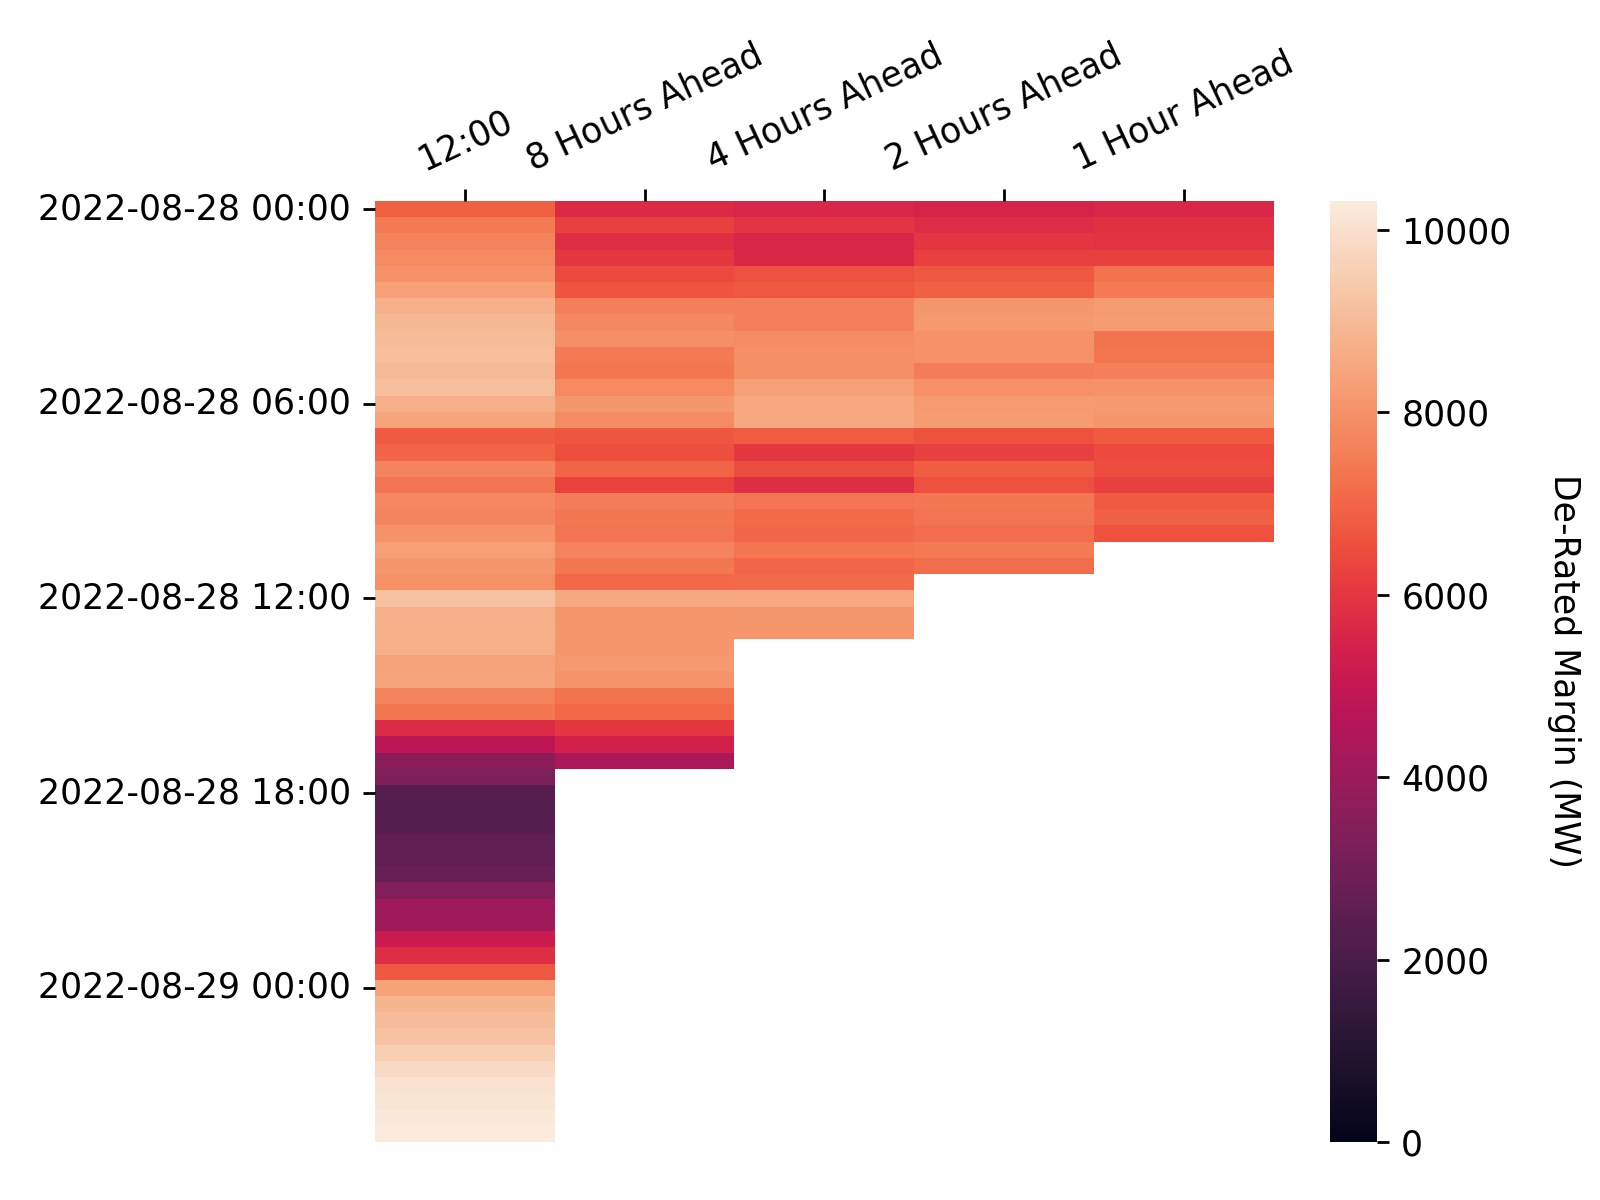 12:00
8 Hours Ahead
4 Hours Ahead
2 Hours Ahead
1 Hour Ahead
2022-08-28 00:00
2022-08-28 06:00
2022-08-28 12:00
2022-08-28 18:00
2022-08-29 00:00
10000
8000
6000
4000
2000
0
De-Rated Margin (MW)